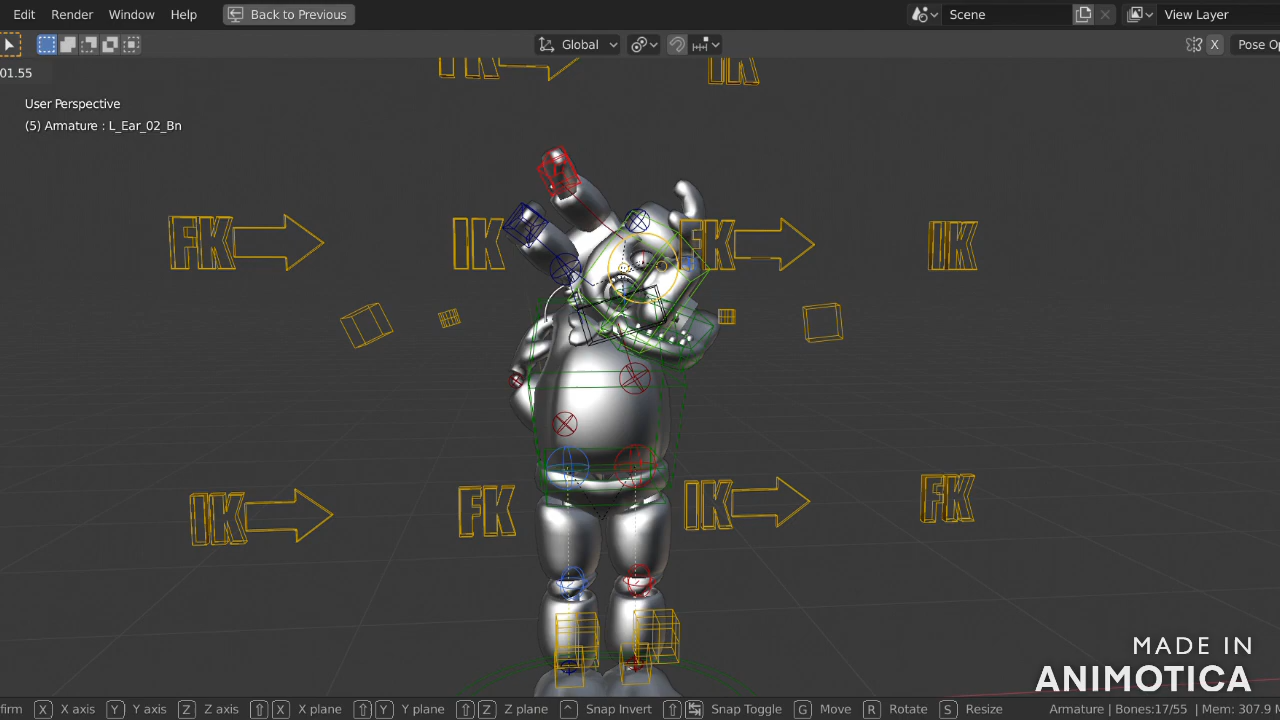 Edit Render Window Help Back to Previous Scene View Layer
Global X Pose Op
01.55
User Perspective
(5) Armature : L_Ear_02_Bn
IK
FK IK FK IK
IK FK IK FK
MADE IN
ANIMOTICA
firm X X axis Y Y axis Z Z axis X X plane Y Y plane Z Z plane ^ Snap Invert Snap Toggle G Move R Rotate S Resize Armature | Bones:17/55 | Mem: 307.9 M